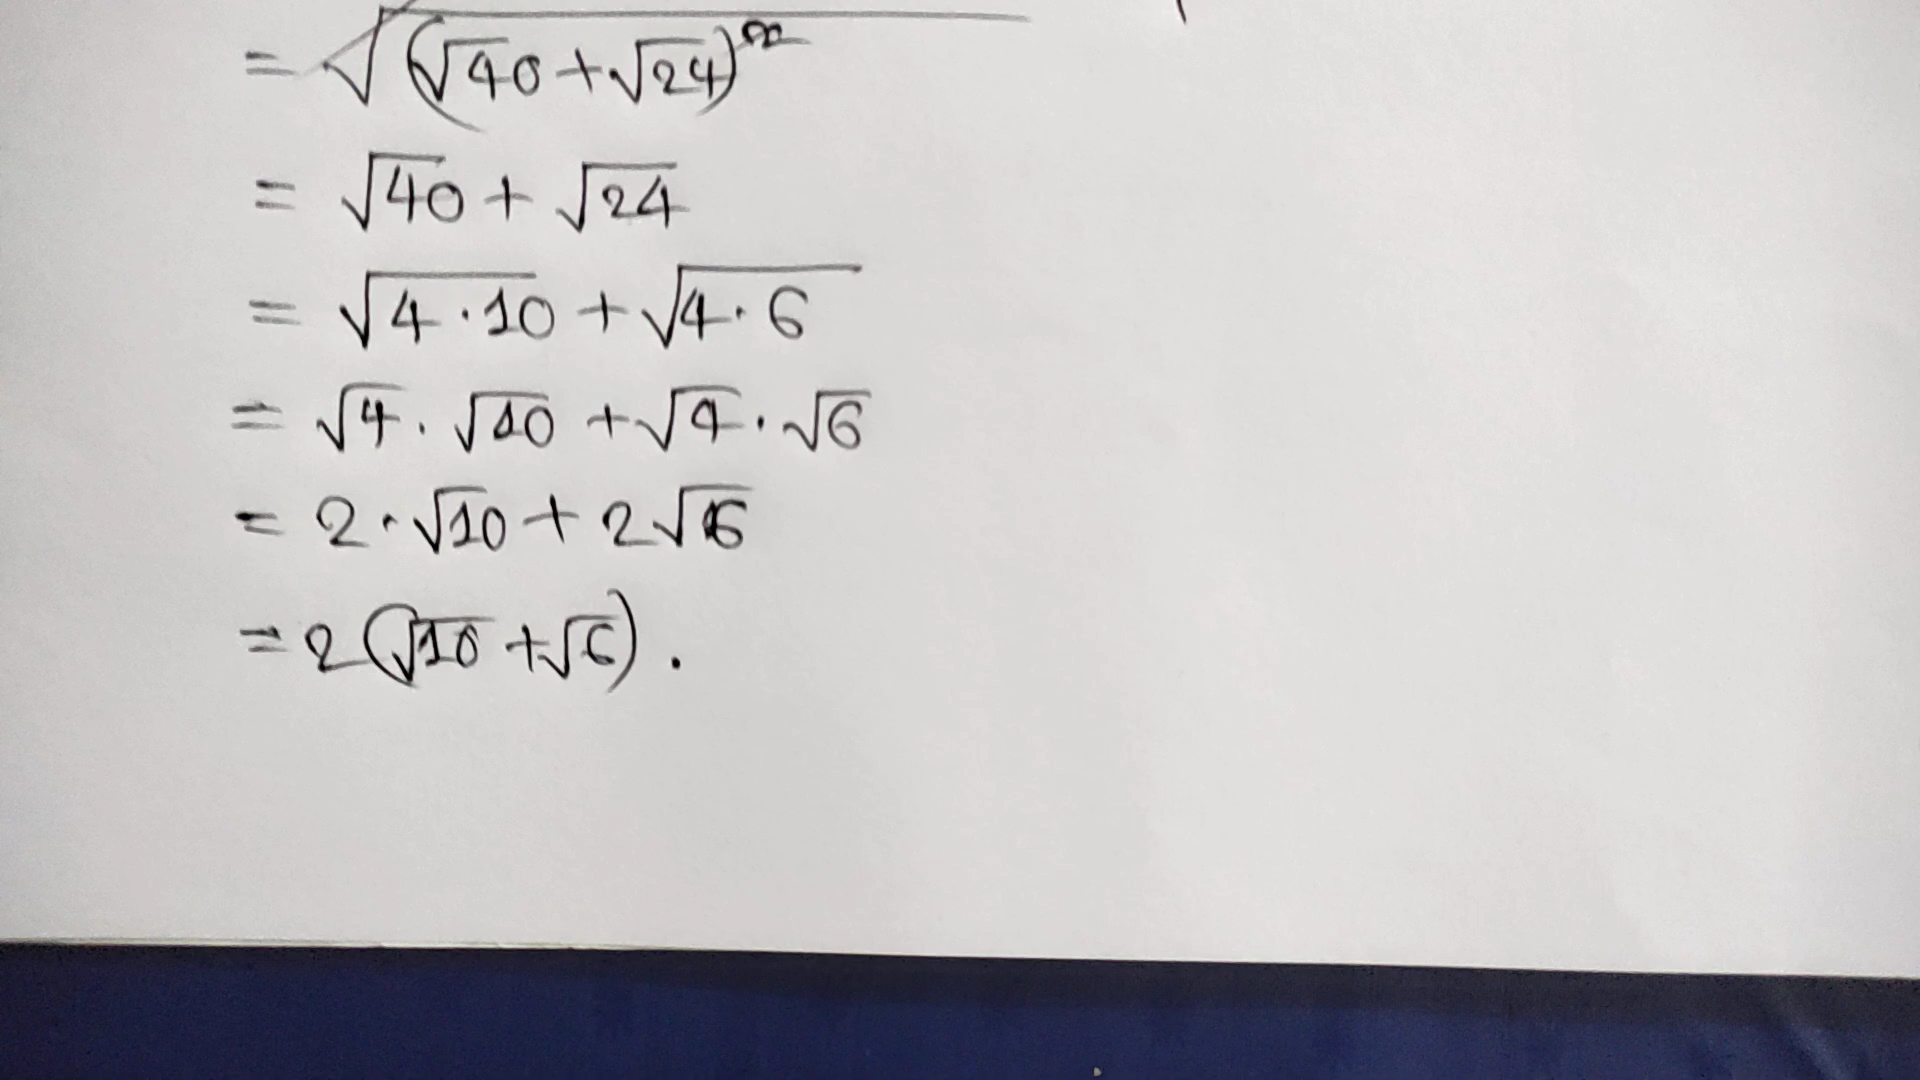 = √(√40+√24)²
= √40 + √24
= √4·10 + √4·6
= √4. √10 + √4. √6
= 2·√10 + 2√6
= 2(√10 + √6).